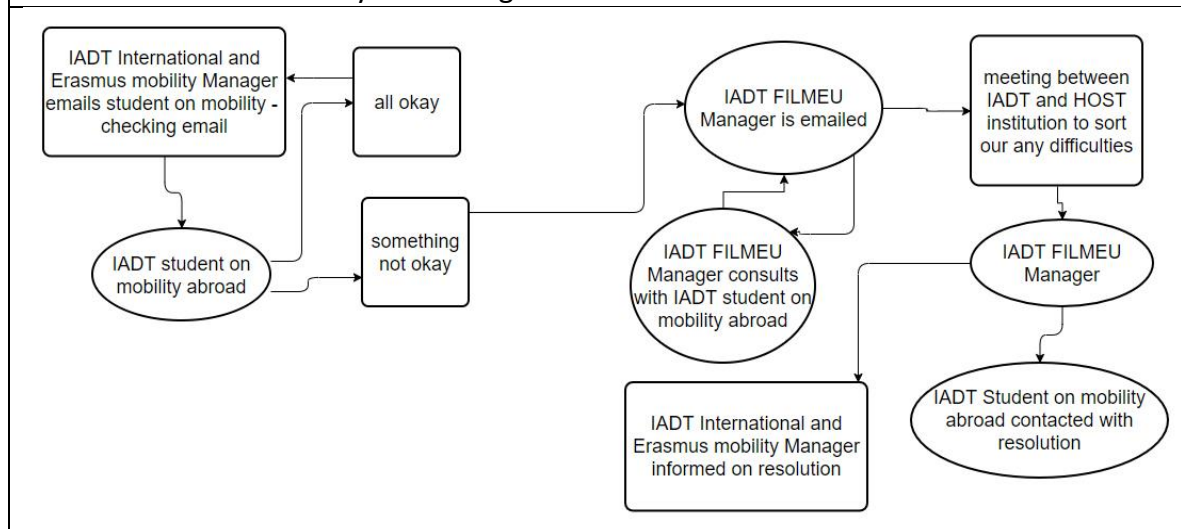 IADT International and
Erasmus mobility Manager
emails student on mobility -
checking email
all okay
IADT student on
mobility abroad
something
not okay
IADT FILMEU
Manager is emailed
IADT FILMEU
Manager consults
with IADT student on
mobility abroad
meeting between
IADT and HOST
institution to sort
our any difficulties
IADT FILMEU
Manager
IADT International and
Erasmus mobility Manager
informed on resolution
IADT Student on mobility
abroad contacted with
resolution